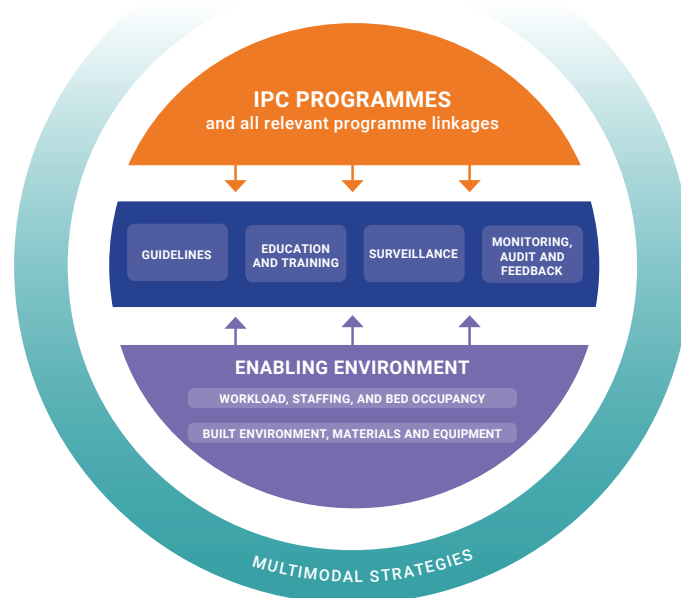 IPC PROGRAMMES
and all relevant programme linkages
GUIDELINES
EDUCATION
AND TRAINING
SURVEILLANCE
MONITORING,
AUDIT AND
FEEDBACK
ENABLING ENVIRONMENT
WORKLOAD, STAFFING, AND BED OCCUPANCY
BUILT ENVIRONMENT, MATERIALS AND EQUIPMENT
MULTIMODAL STRATEGIES